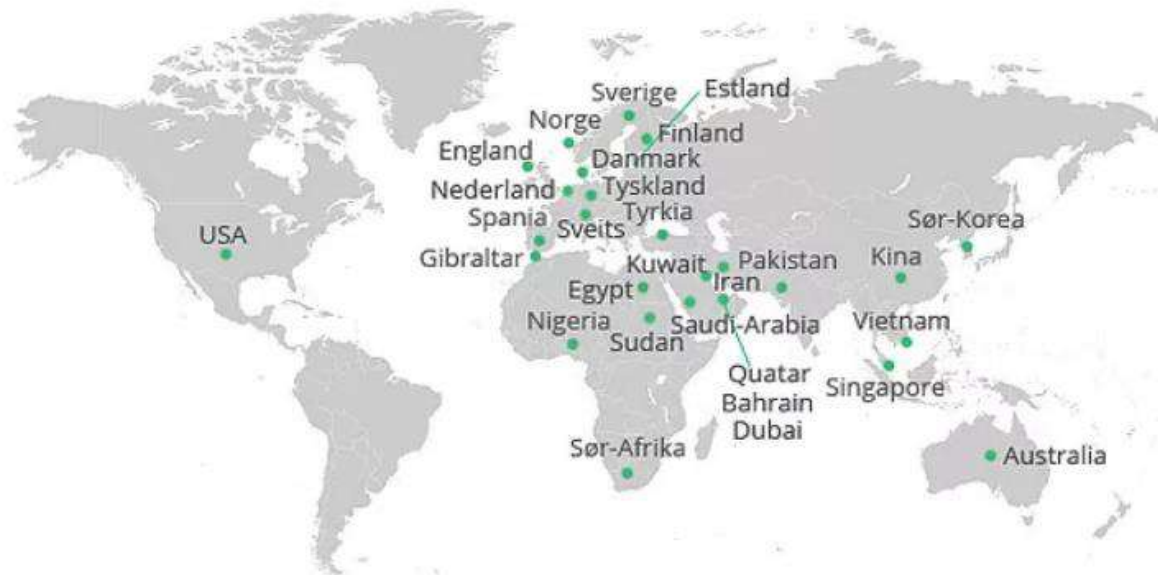 Estland
Sverige
Norge
Finland
England
Danmark
Nederland
Tyskland
Spania
Sveits
Tyrkia
Sør-Korea
USA
Gibraltar
Kuwait
Pakistan
Kina
Iran
Egypt
Nigeria
Sudan
Saudi-Arabia
Vietnam
Quatar
Bahrain
Dubai
Singapore
Sør-Afrika
Australia